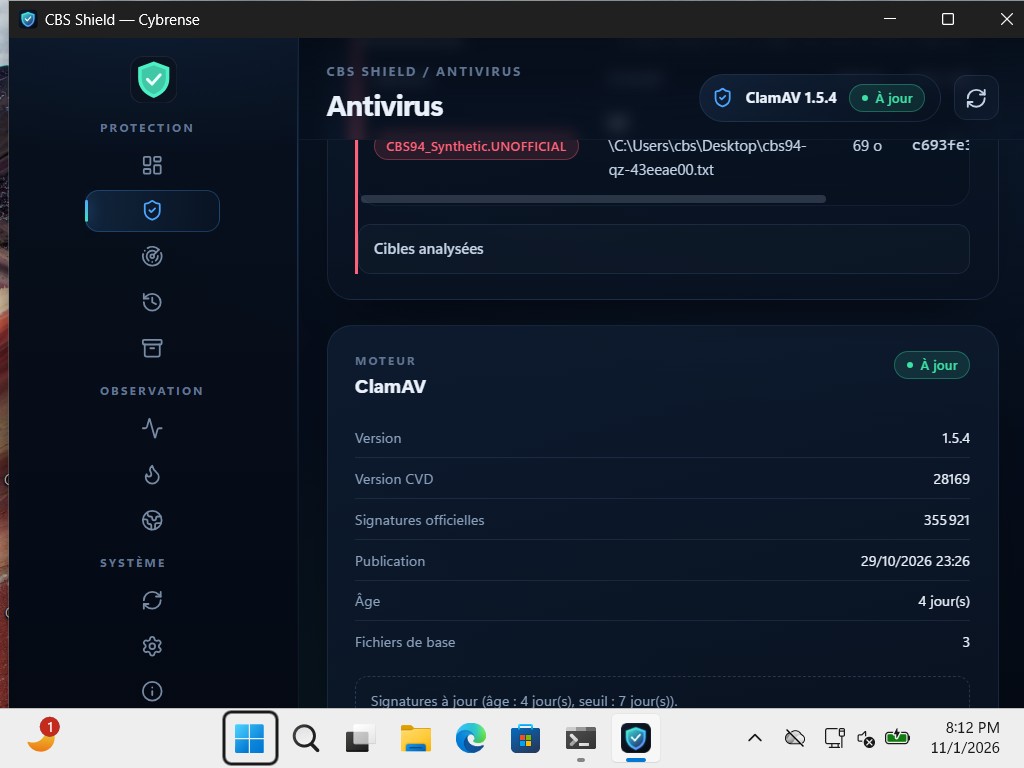 CBS Shield — Cybrense
PROTECTION
OBSERVATION
SYSTÈME
CBS SHIELD / ANTIVIRUS
Antivirus
ClamAV 1.5.4
À jour
CBS94_Synthetic.UNOFFICIAL
\C:\Users\cbs\Desktop\cbs94-
qz-43eeae00.txt
69 o
c693fe3
Cibles analysées
MOTEUR
ClamAV
À jour
Version 1.5.4
Version CVD 28169
Signatures officielles 355 921
Publication 29/10/2026 23:26
Âge 4 jour(s)
Fichiers de base 3
Signatures à jour (âge : 4 jour(s), seuil : 7 jour(s)).
1
8:12 PM
11/1/2026